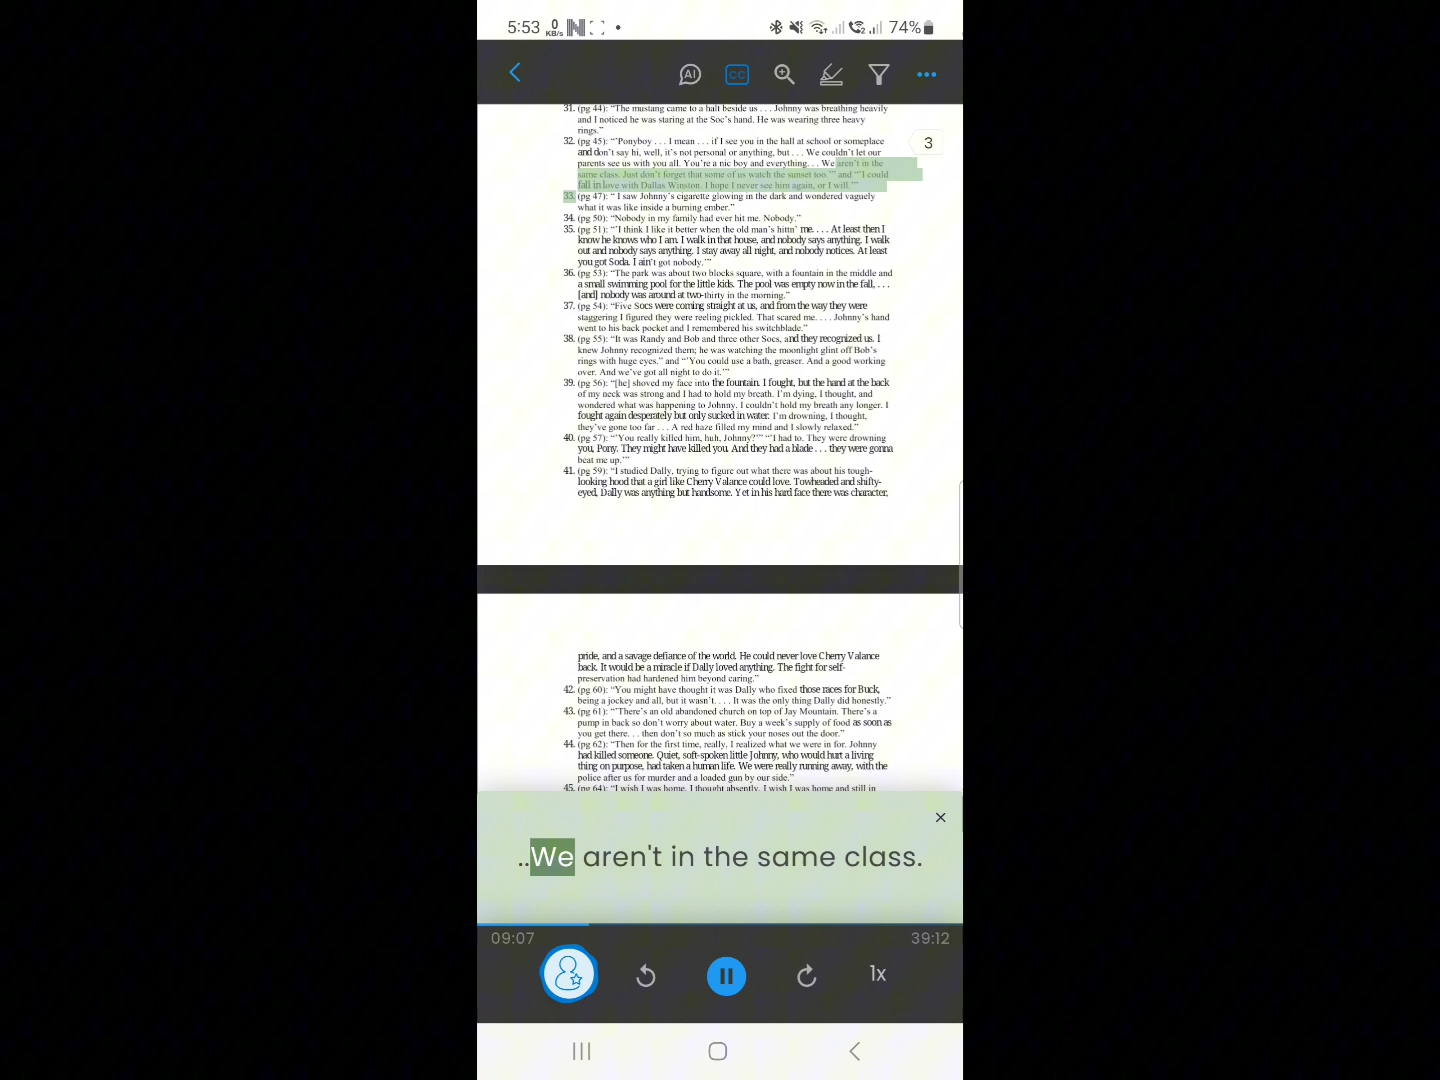 5:53 0 KB/s 74%
AI CC
31. (pg 44): “The mustang came to a halt beside us . . . Johnny was breathing heavily
and I noticed he was staring at the Soc’s hand. He was wearing three heavy
rings.”
3
32. (pg 45): “’Ponyboy . . . I mean . . . if I see you in the hall at school or someplace
and don’t say hi, well, it’s not personal or anything, but . . . We couldn’t let our
parents see us with you all. You’re a nic boy and everything. . . We aren’t in the
same class. Just don’t forget that some of us watch the sunset too.’” and “’I could
fall in love with Dallas Winston. I hope I never see him again, or I will.’”
33. (pg 47): “ I saw Johnny’s cigarette glowing in the dark and wondered vaguely
what it was like inside a burning ember.”
34. (pg 50): “Nobody in my family had ever hit me. Nobody.”
35. (pg 51): “’I think I like it better when the old man’s hittn’ me. . . . At least then I
know he knows who I am. I walk in that house, and nobody says anything. I walk
out and nobody says anything. I stay away all night, and nobody notices. At least
you got Soda. I ain’t got nobody.’”
36. (pg 53): “The park was about two blocks square, with a fountain in the middle and
a small swimming pool for the little kids. The pool was empty now in the fall, . . .
[and] nobody was around at two-thirty in the morning.”
37. (pg 54): “Five Socs were coming straight at us, and from the way they were
staggering I figured they were reeling pickled. That scared me. . . . Johnny’s hand
went to his back pocket and I remembered his switchblade.”
38. (pg 55): “It was Randy and Bob and three other Socs, and they recognized us. I
knew Johnny recognized them; he was watching the moonlight glint off Bob’s
rings with huge eyes.” and “’You could use a bath, greaser. And a good working
over. And we’ve got all night to do it.’”
39. (pg 56): “[he] shoved my face into the fountain. I fought, but the hand at the back
of my neck was strong and I had to hold my breath. I’m dying, I thought, and
wondered what was happening to Johnny. I couldn’t hold my breath any longer. I
fought again desperately but only sucked in water. I’m drowning, I thought,
they’ve gone too far . . . A red haze filled my mind and I slowly relaxed.”
40. (pg 57): “’You really killed him, huh, Johnny?’” “’I had to. They were drowning
you, Pony. They might have killed you. And they had a blade . . . they were gonna
beat me up.’”
41. (pg 59): “I studied Dally, trying to figure out what there was about his tough-
looking hood that a girl like Cherry Valance could love. Towheaded and shifty-
eyed, Dally was anything but handsome. Yet in his hard face there was character,
pride, and a savage defiance of the world. He could never love Cherry Valance
back. It would be a miracle if Dally loved anything. The fight for self-
preservation had hardened him beyond caring.”
42. (pg 60): “You might have thought it was Dally who fixed those races for Buck,
being a jockey and all, but it wasn’t. . . . It was the only thing Dally did honestly.”
43. (pg 61): “’There’s an old abandoned church on top of Jay Mountain. There’s a
pump in back so don’t worry about water. Buy a week’s supply of food as soon as
you get there. . . then don’t so much as stick your noses out the door.”
44. (pg 62): “Then for the first time, really, I realized what we were in for. Johnny
had killed someone. Quiet, soft-spoken little Johnny, who would hurt a living
thing on purpose, had taken a human life. We were really running away, with the
police after us for murder and a loaded gun by our side.”
45. (pg 64): “I wish I was home, I thought absently, I wish I was home and still in
..We aren't in the same class.
09:07 39:12
1x